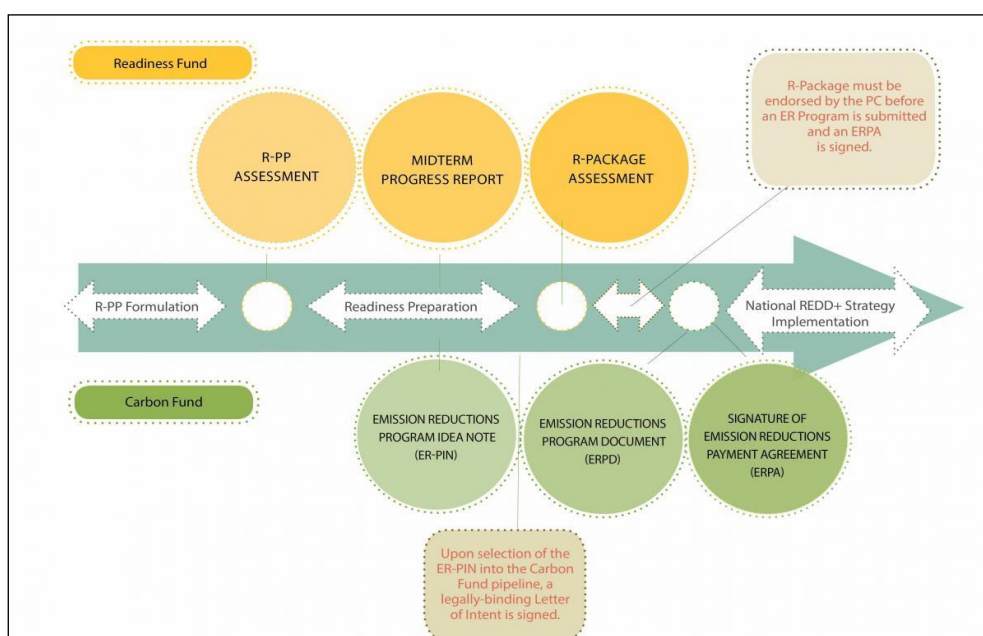 Readiness Fund
R-PP
ASSESSMENT
MIDTERM
PROGRESS REPORT
R-PACKAGE
ASSESSMENT
R-Package must be
endorsed by the PC before
an ER Program is submitted
and an ERPA
is signed.
R-PP Formulation
Readiness Preparation
National REDD+ Strategy
Implementation
Carbon Fund
EMISSION REDUCTIONS
PROGRAM IDEA NOTE
(ER-PIN)
EMISSION REDUCTIONS
PROGRAM DOCUMENT
(ERPD)
SIGNATURE OF
EMISSION REDUCTIONS
PAYMENT AGREEMENT
(ERPA)
Upon selection of the
ER-PIN into the Carbon
Fund pipeline, a
legally-binding Letter
of Intent is signed.